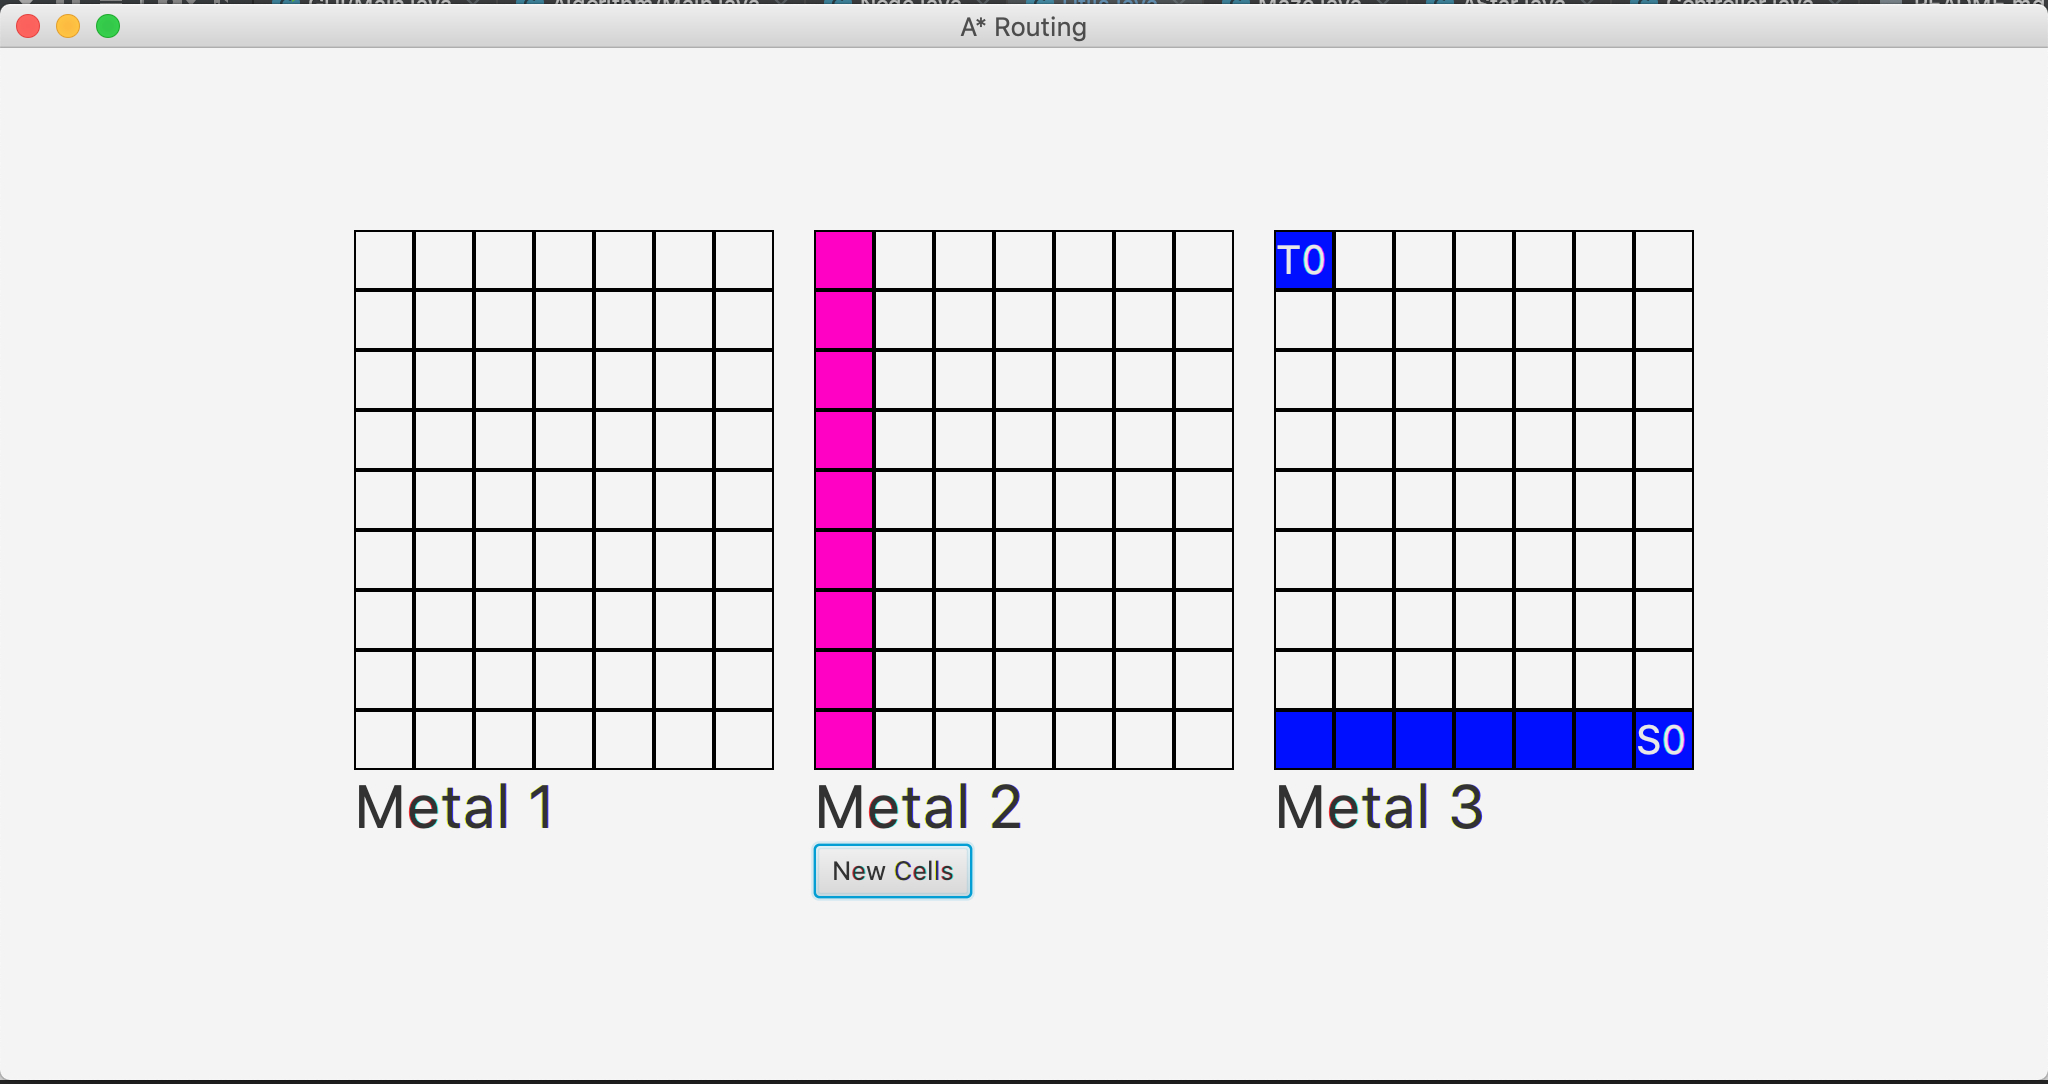 A* Routing
T0
S0
Metal 1
Metal 2
Metal 3
New Cells